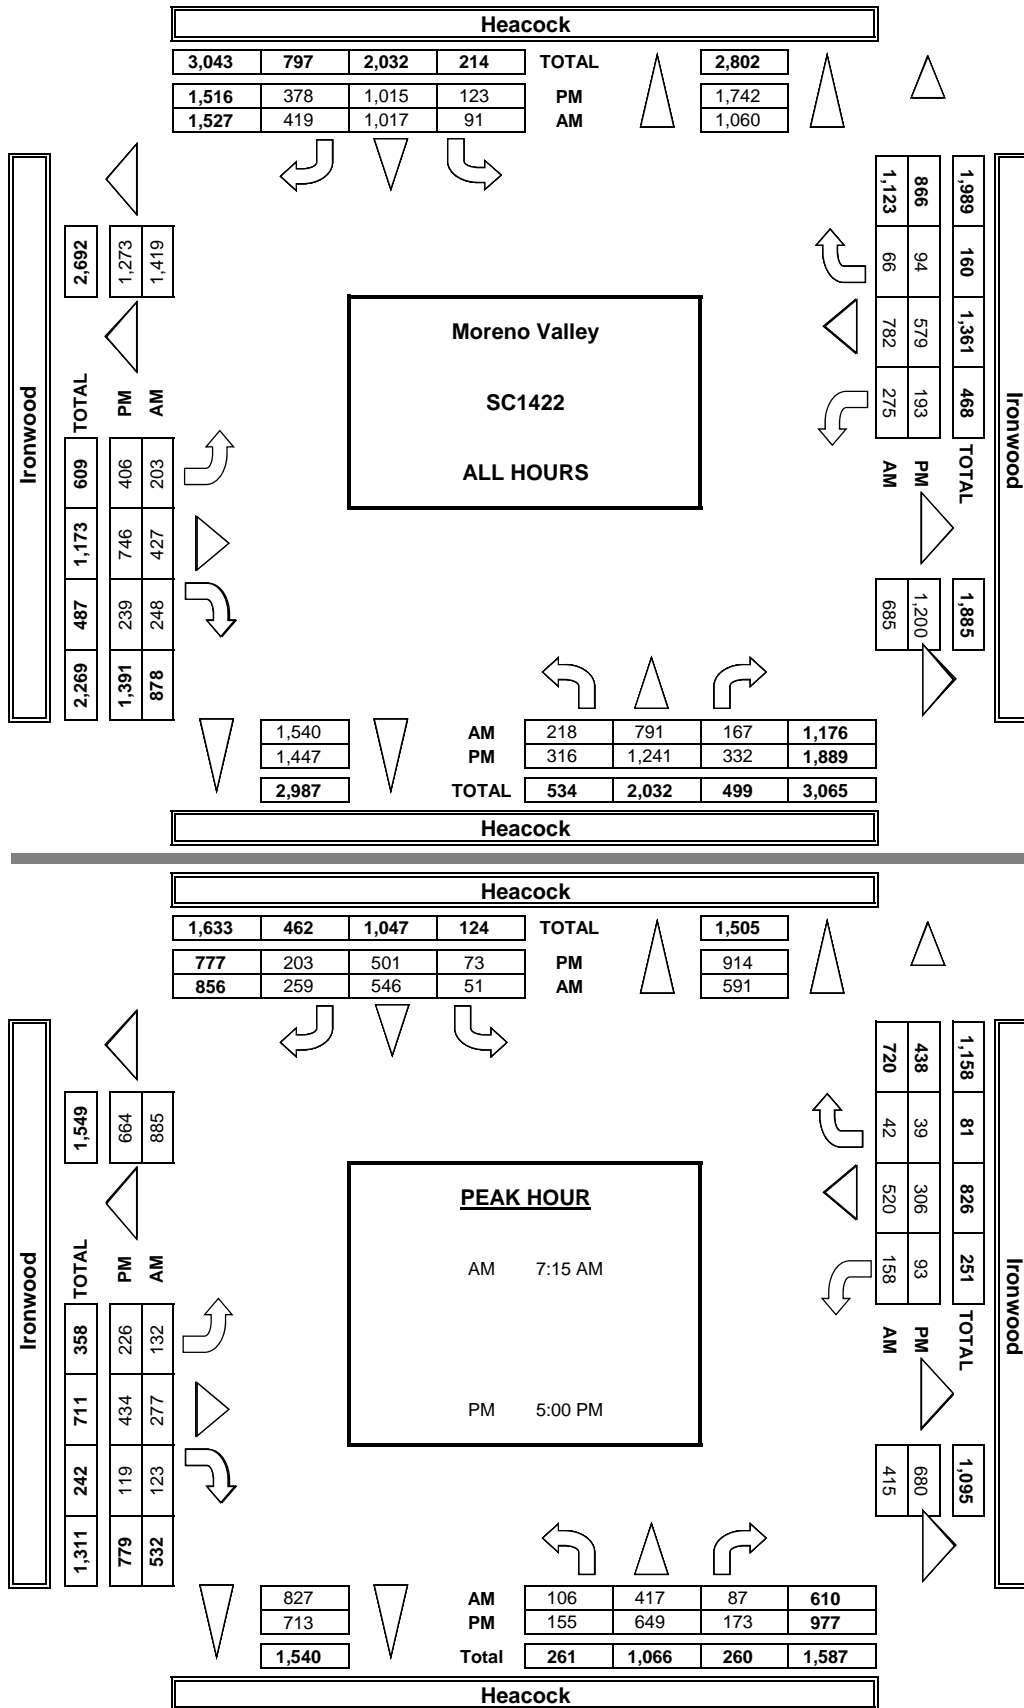 Heacock
3,043 797 2,032 214 TOTAL 2,802
1,516 378 1,015 123 PM 1,742
1,527 419 1,017 91 AM 1,060
Ironwood
2,692 1,273 1,419
TOTAL PM AM
609 406 203
1,173 746 427
487 239 248
2,269 1,391 878
Moreno Valley
SC1422
ALL HOURS
1,123 866 1,989
66 94 160
782 579 1,361
275 193 468
AM PM TOTAL
685 1,200 1,885
Ironwood
1,540
1,447
2,987
AM 218 791 167 1,176
PM 316 1,241 332 1,889
TOTAL 534 2,032 499 3,065
Heacock
Heacock
1,633 462 1,047 124 TOTAL 1,505
777 203 501 73 PM 914
856 259 546 51 AM 591
Ironwood
1,549 664 885
TOTAL PM AM
358 226 132
711 434 277
242 119 123
1,311 779 532
PEAK HOUR
AM 7:15 AM
PM 5:00 PM
720 438 1,158
42 39 81
520 306 826
158 93 251
AM PM TOTAL
415 680 1,095
Ironwood
827
713
1,540
AM 106 417 87 610
PM 155 649 173 977
Total 261 1,066 260 1,587
Heacock